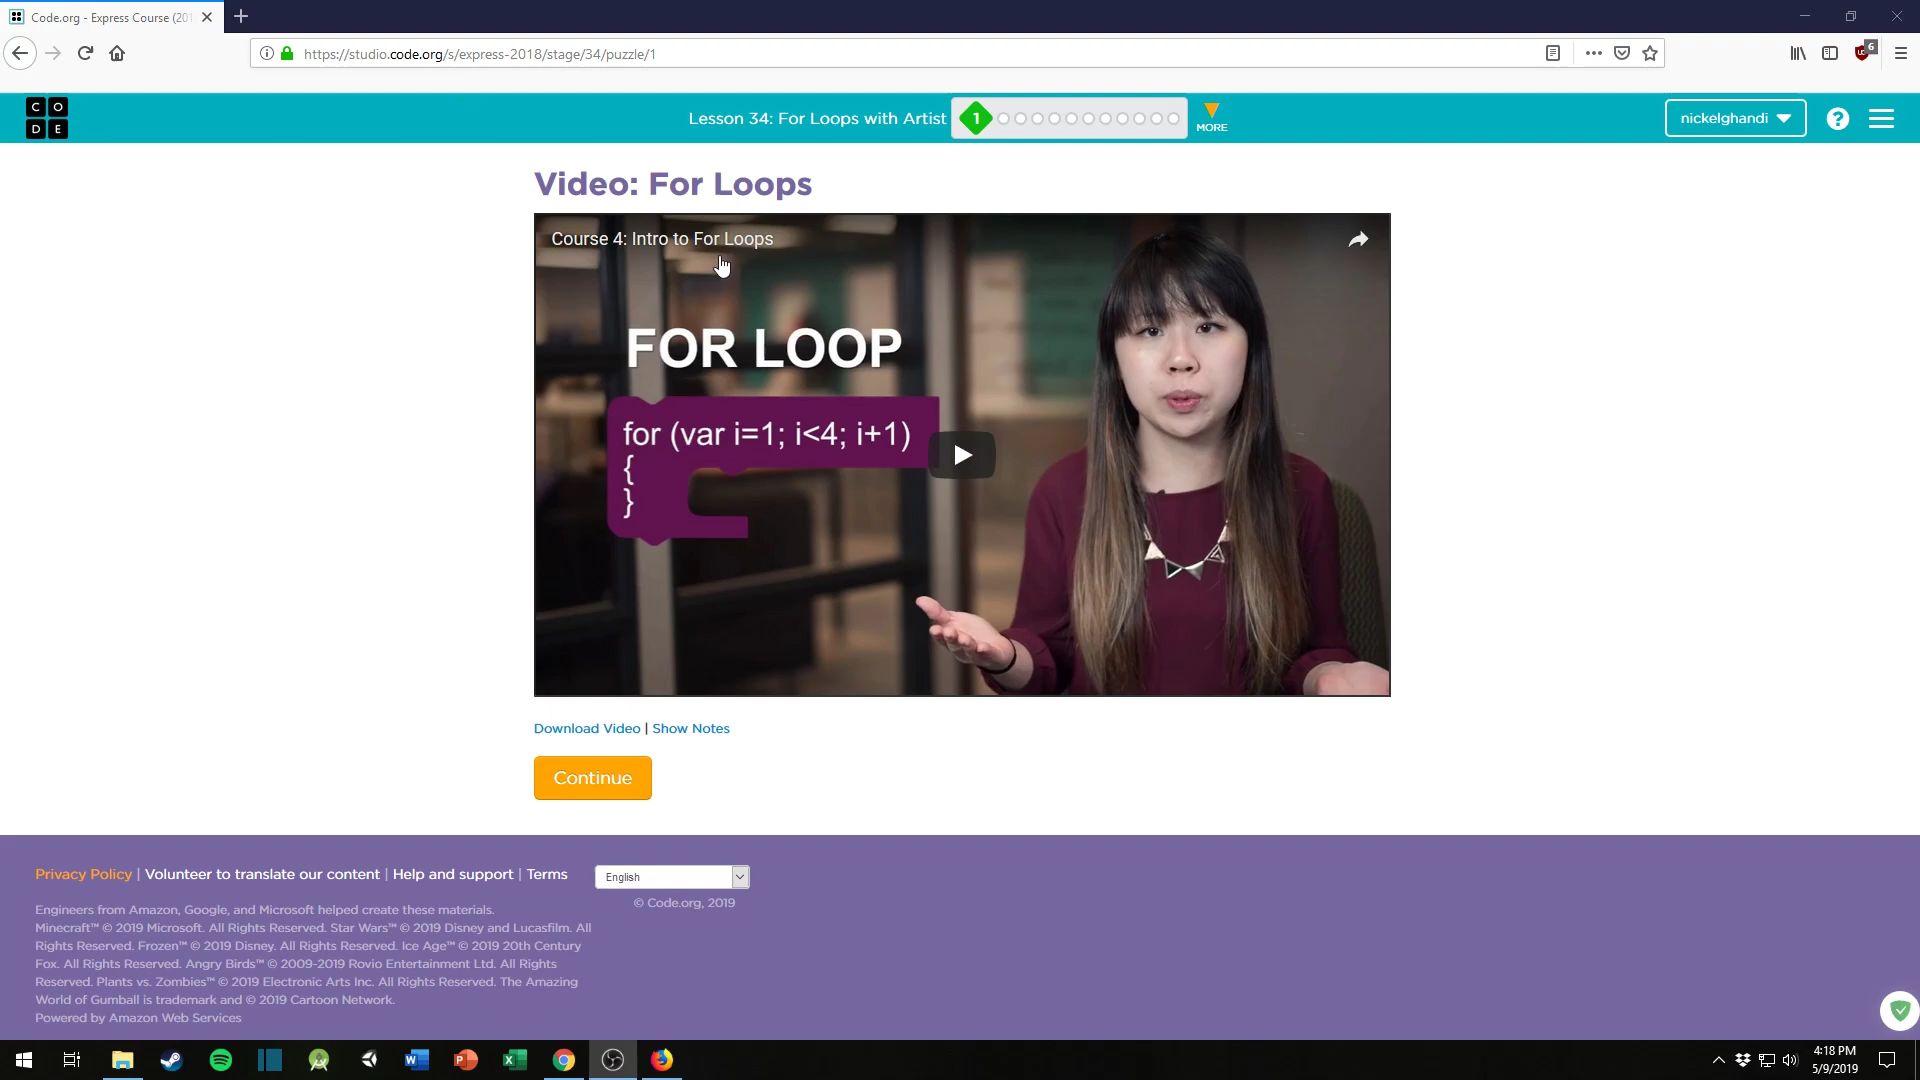 Code.org - Express Course (201
https://studio.code.org/s/express-2018/stage/34/puzzle/1
6
C O
D E
Lesson 34: For Loops with Artist
1
MORE
nickelghandi
?
Video: For Loops
Course 4: Intro to For Loops
FOR LOOP
for (var i=1; i<4; i+1)
{
}
Download Video | Show Notes
Continue
Privacy Policy | Volunteer to translate our content | Help and support | Terms
English
© Code.org, 2019
Engineers from Amazon, Google, and Microsoft helped create these materials.
Minecraft™ © 2019 Microsoft. All Rights Reserved. Star Wars™ © 2019 Disney and Lucasfilm. All
Rights Reserved. Frozen™ © 2019 Disney. All Rights Reserved. Ice Age™ © 2019 20th Century
Fox. All Rights Reserved. Angry Birds™ © 2009-2019 Rovio Entertainment Ltd. All Rights
Reserved. Plants vs. Zombies™ © 2019 Electronic Arts Inc. All Rights Reserved. The Amazing
World of Gumball is trademark and © 2019 Cartoon Network.
Powered by Amazon Web Services
4:18 PM
5/9/2019